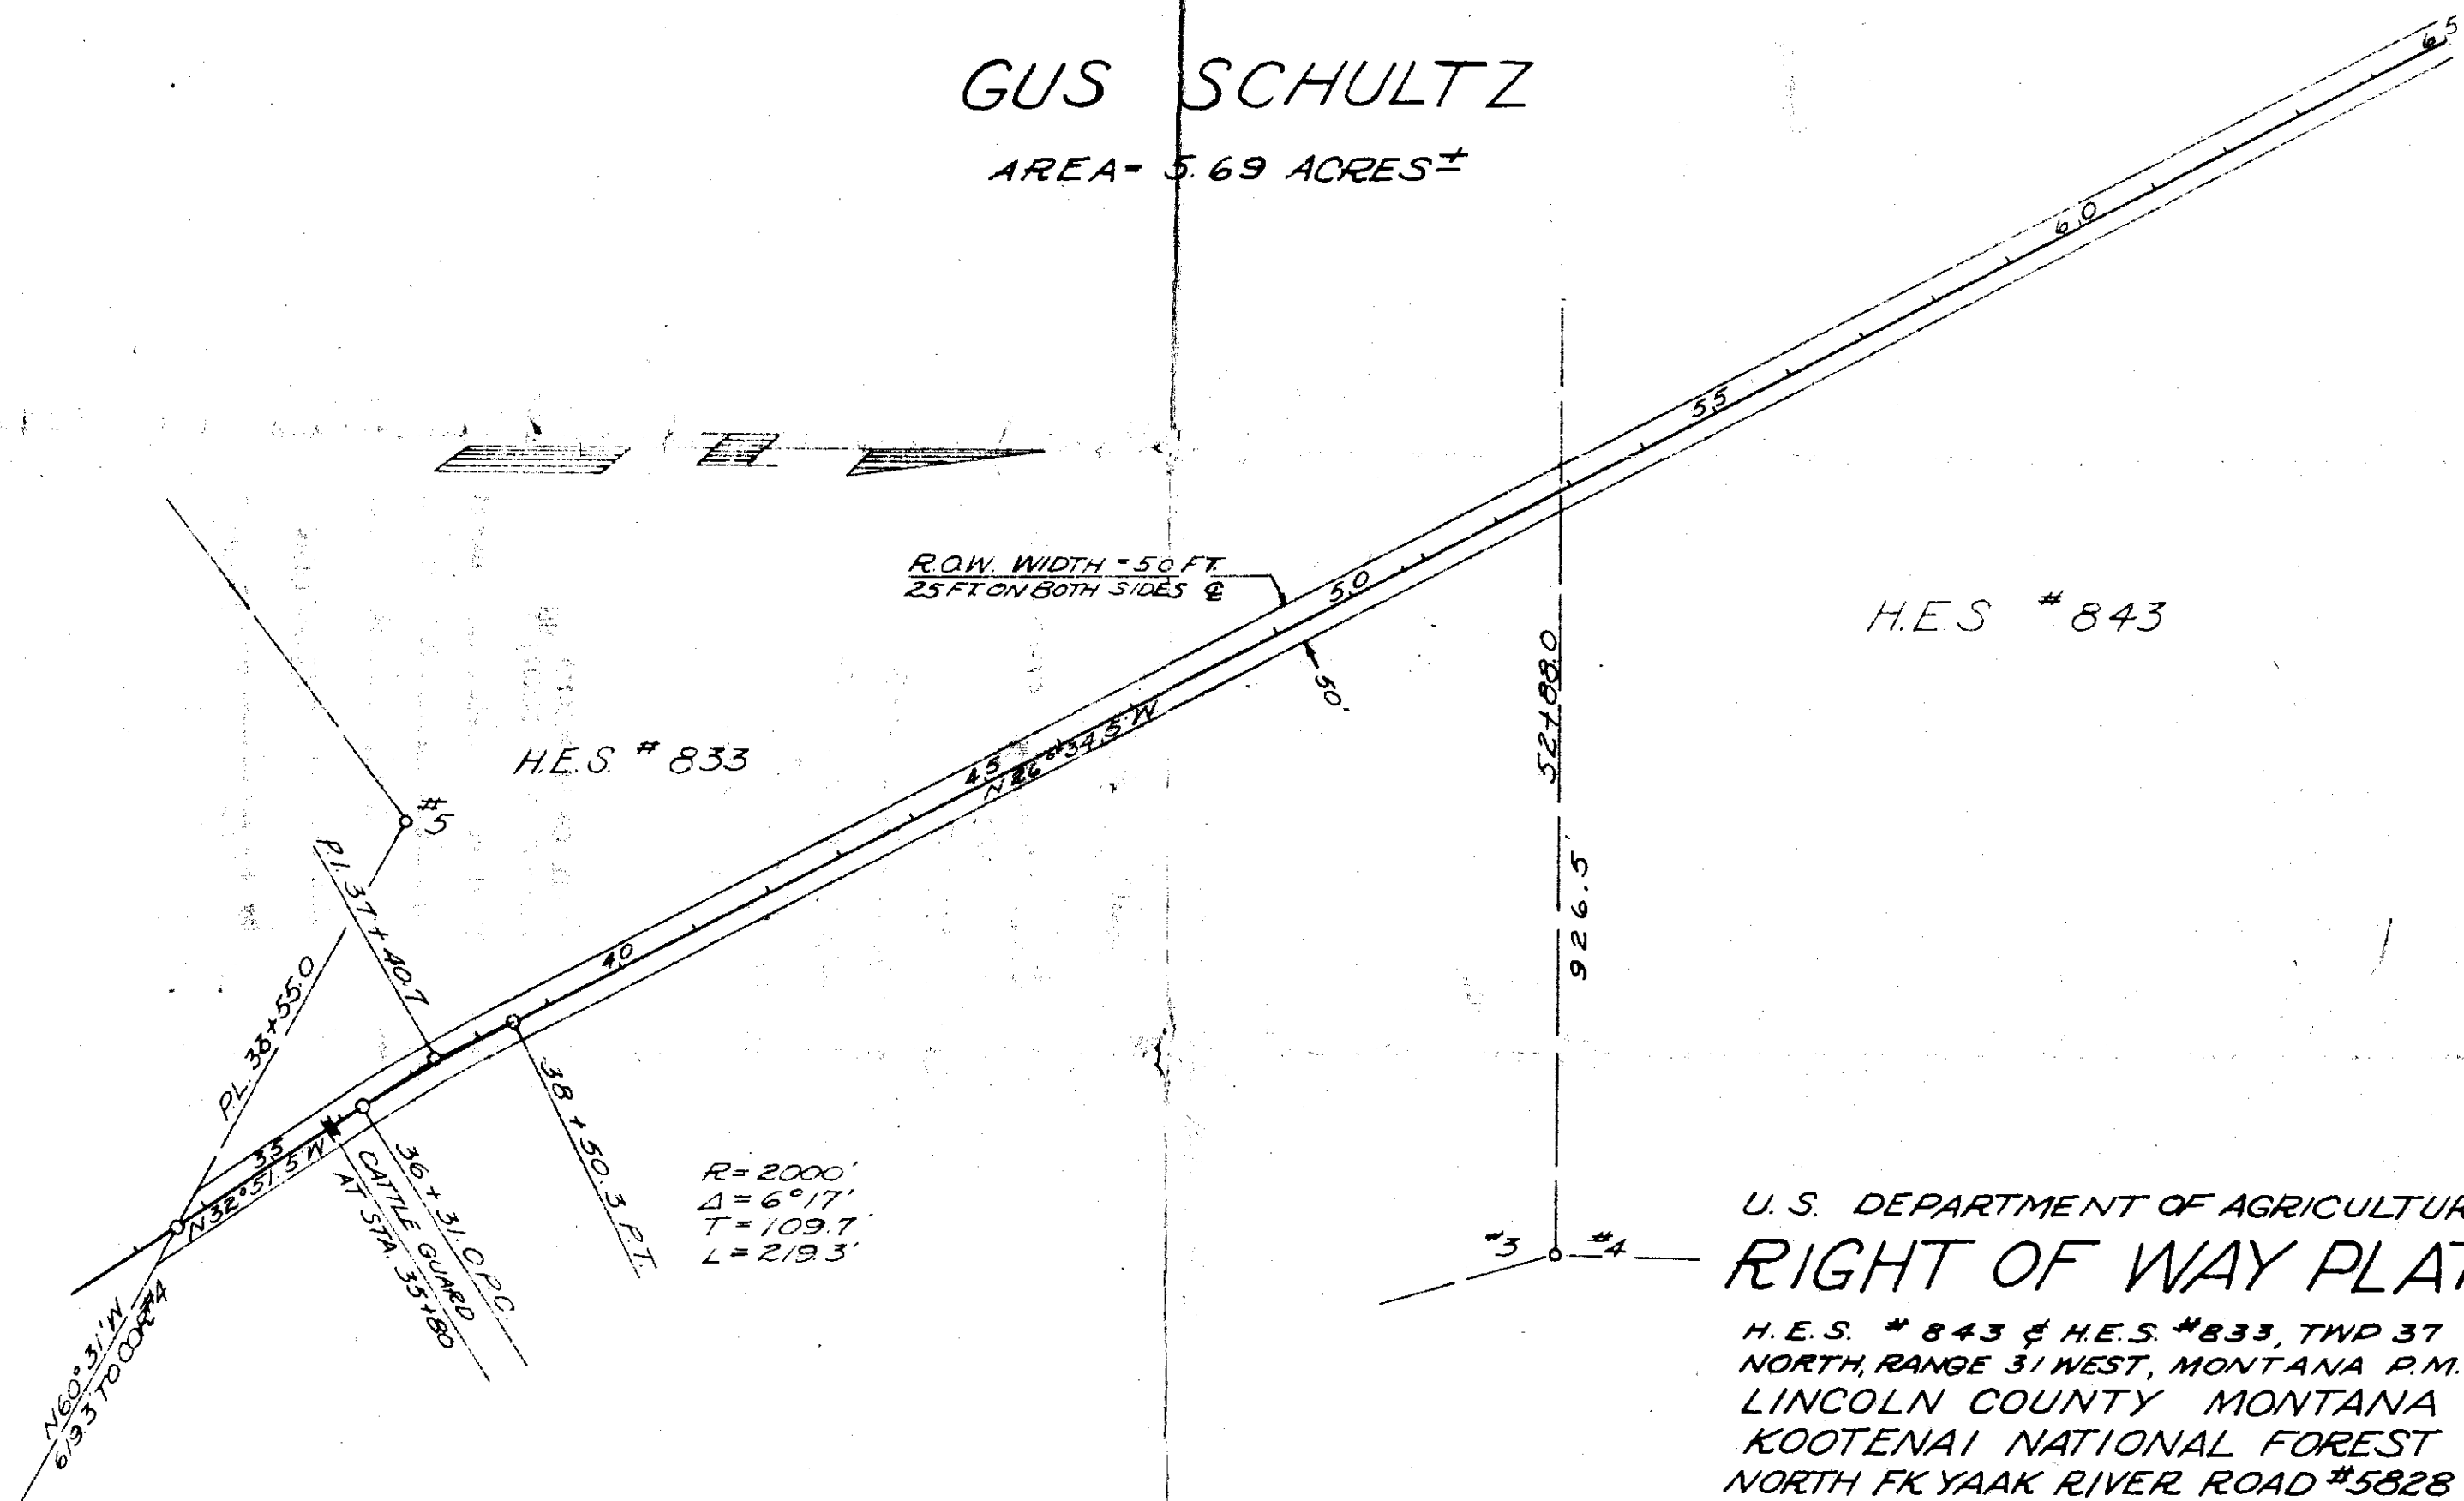 GUS SCHULTZ
AREA= 5.69 ACRES±
65
60
55
50
45
40
35
R.O.W. WIDTH = 50 FT.
25 FT ON BOTH SIDES ℄
50'
H.E.S # 843
H.E.S. # 833
N 26° 34.5' W
52+88.0
926.5'
#5
P.I. 37+40.7
P.L. 33+55.0
N32°51.5'W
38+50.3 P.T.
36+31.0 P.C.
CATTLE GUARD
AT STA. 35+80
N60°31'W
619.3' TO COR #4
R= 2000'
Δ = 6°17'
T = 109.7'
L = 219.3'
#3 #4
U. S. DEPARTMENT OF AGRICULTUR
RIGHT OF WAY PLAT
H. E. S. # 843 & H.E.S. #833, TWP 37
NORTH, RANGE 31 WEST, MONTANA P.M.
LINCOLN COUNTY MONTANA
KOOTENAI NATIONAL FOREST
NORTH FK YAAK RIVER ROAD #5828